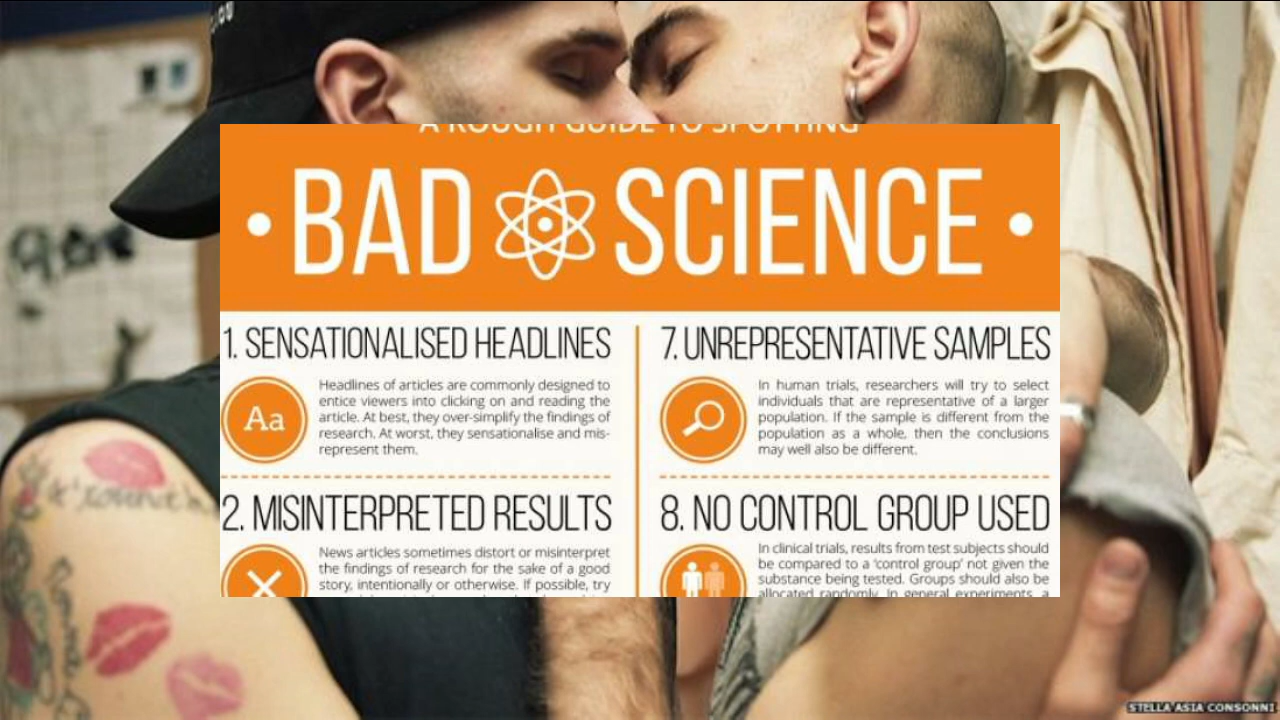 A ROUGH GUIDE TO SPOTTING
• BAD SCIENCE •
1. SENSATIONALISED HEADLINES
Aa
Headlines of articles are commonly designed to
entice viewers into clicking on and reading the
article. At best, they over-simplify the findings of
research. At worst, they sensationalise and mis-
represent them.
2. MISINTERPRETED RESULTS
News articles sometimes distort or misinterpret
the findings of research for the sake of a good
story, intentionally or otherwise. If possible, try
7. UNREPRESENTATIVE SAMPLES
In human trials, researchers will try to select
individuals that are representative of a larger
population. If the sample is different from the
population as a whole, then the conclusions
may well also be different.
8. NO CONTROL GROUP USED
In clinical trials, results from test subjects should
be compared to a ‘control group’ not given the
substance being tested. Groups should also be
allocated randomly. In general experiments, a
STELLA ASIA CONSONNI